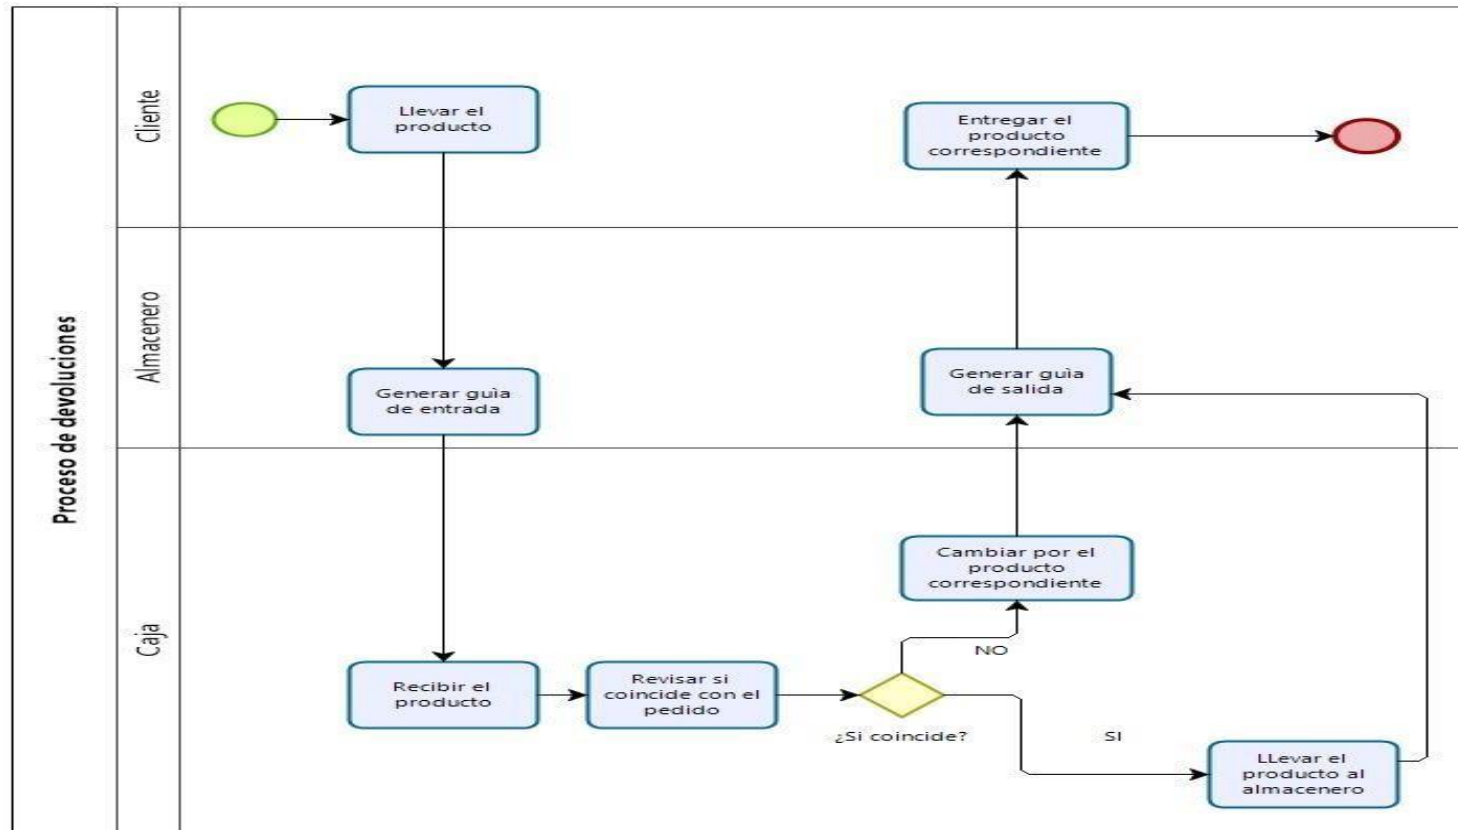 Proceso de devoluciones
Cliente
Llevar el
producto
Entregar el
producto
correspondiente
Almacenero
Generar guìa
de entrada
Generar guìa
de salida
Caja
Cambiar por el
producto
correspondiente
NO
Recibir el
producto
Revisar si
coincide con el
pedido
¿Si coincide?
SI
LLevar el
producto al
almacenero